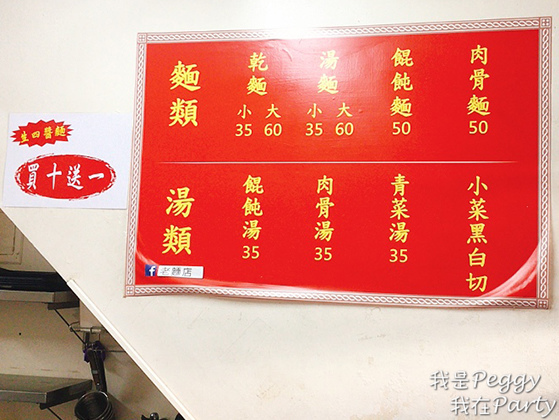 生四醫麵
買十送一
麵類
乾麵
小 大
35 60
湯麵
小 大
35 60
餛飩麵
50
肉骨麵
50
湯類
餛飩湯
35
肉骨湯
35
青菜湯
35
小菜黑白切
f 老麵店
我是Peggy
我在Party